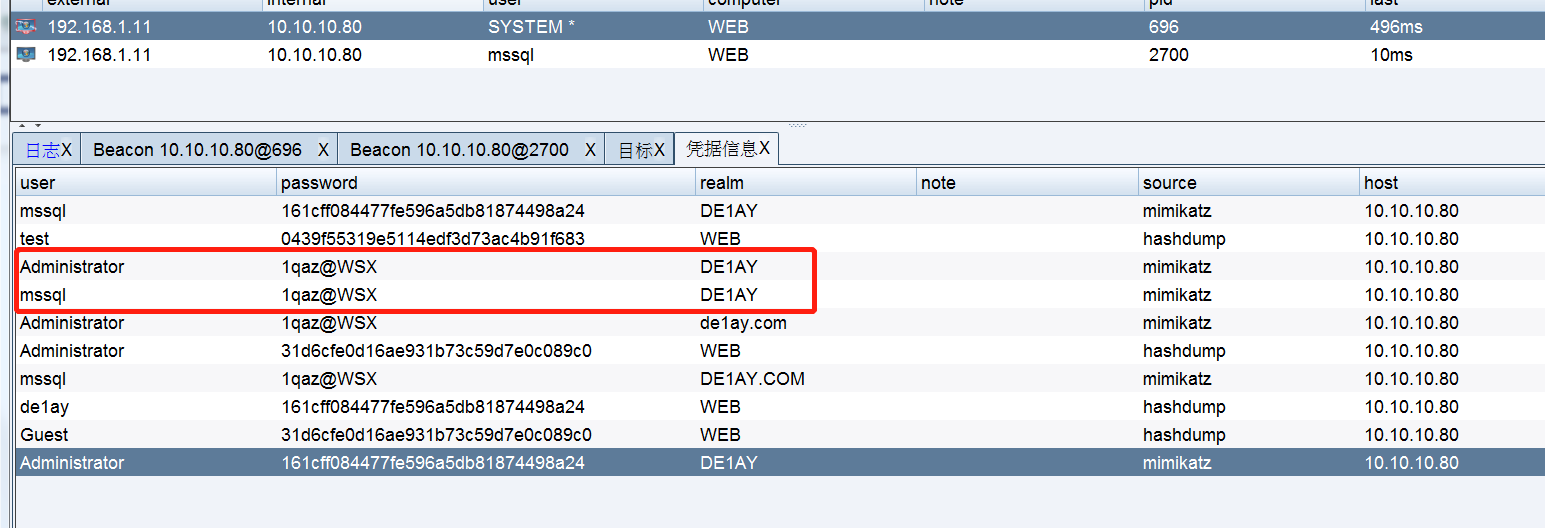 external internal user computer note pid last
192.168.1.11 10.10.10.80 SYSTEM * WEB 696 496ms
192.168.1.11 10.10.10.80 mssql WEB 2700 10ms
日志X Beacon 10.10.10.80@696 X Beacon 10.10.10.80@2700 X 目标X 凭据信息X
user password realm note source host
mssql 161cff084477fe596a5db81874498a24 DE1AY mimikatz 10.10.10.80
test 0439f55319e5114edf3d73ac4b91f683 WEB hashdump 10.10.10.80
Administrator 1qaz@WSX DE1AY mimikatz 10.10.10.80
mssql 1qaz@WSX DE1AY mimikatz 10.10.10.80
Administrator 1qaz@WSX de1ay.com mimikatz 10.10.10.80
Administrator 31d6cfe0d16ae931b73c59d7e0c089c0 WEB hashdump 10.10.10.80
mssql 1qaz@WSX DE1AY.COM mimikatz 10.10.10.80
de1ay 161cff084477fe596a5db81874498a24 WEB hashdump 10.10.10.80
Guest 31d6cfe0d16ae931b73c59d7e0c089c0 WEB hashdump 10.10.10.80
Administrator 161cff084477fe596a5db81874498a24 DE1AY mimikatz 10.10.10.80